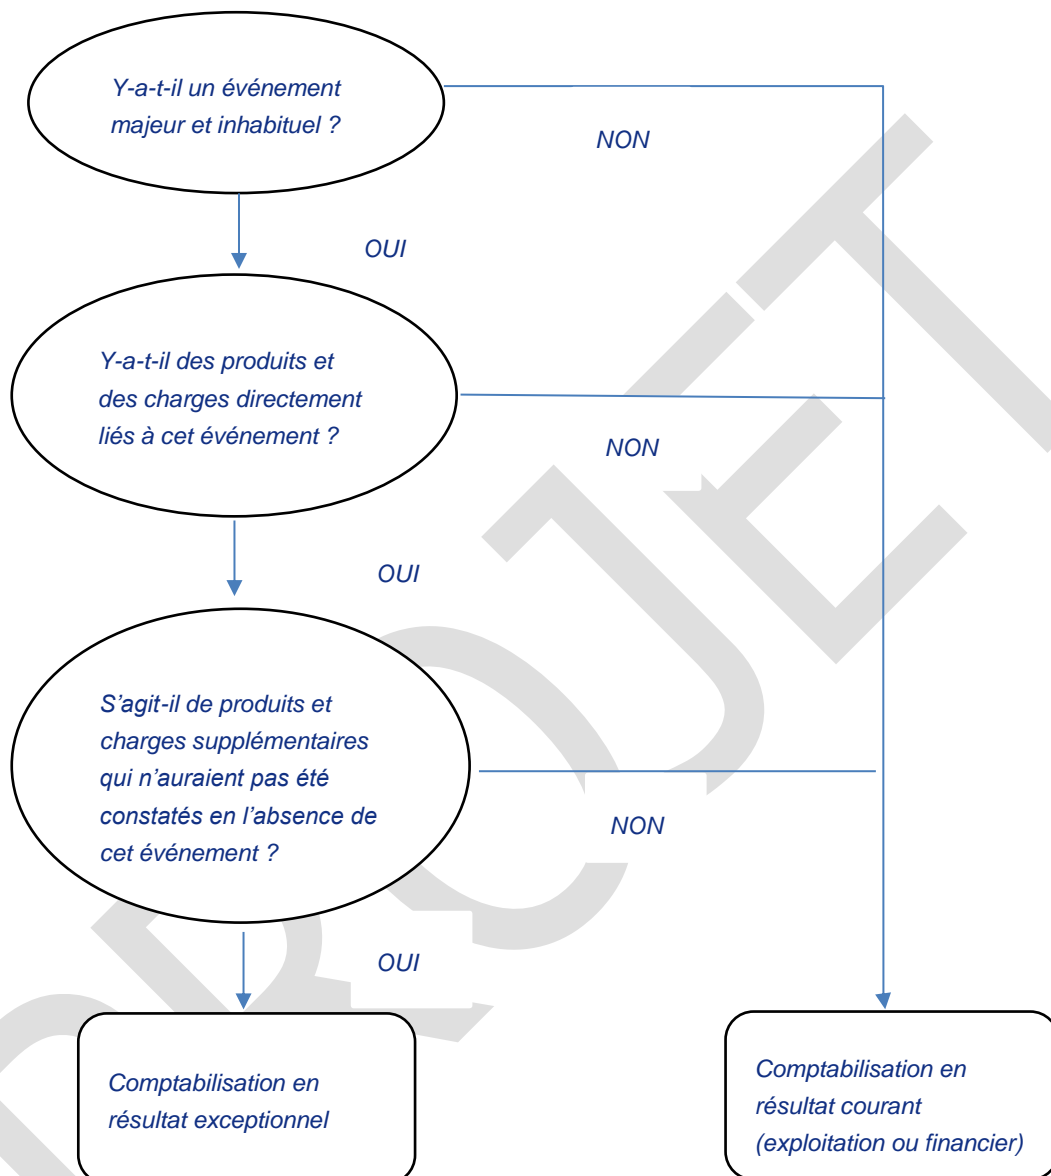 Y-a-t-il un événement
majeur et inhabituel ?
NON
OUI
Y-a-t-il des produits et
des charges directement
liés à cet événement ?
NON
OUI
S’agit-il de produits et
charges supplémentaires
qui n’auraient pas été
constatés en l’absence de
cet événement ?
NON
OUI
Comptabilisation en
résultat exceptionnel
Comptabilisation en
résultat courant
(exploitation ou financier)
PROJET